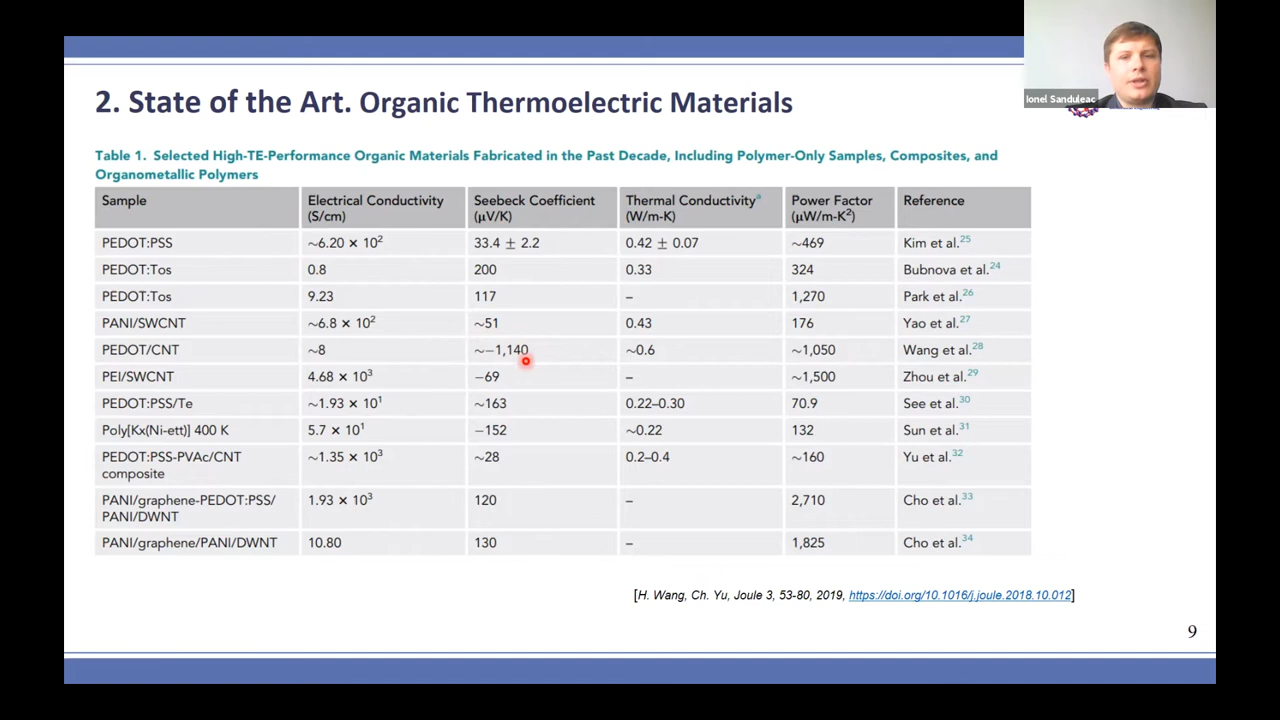 Ionel Sanduleac
2. State of the Art. Organic Thermoelectric Materials
Table 1. Selected High-TE-Performance Organic Materials Fabricated in the Past Decade, Including Polymer-Only Samples, Composites, and
Organometallic Polymers
Sample Electrical Conductivity (S/cm) Seebeck Coefficient (μV/K) Thermal Conductivityᵃ (W/m-K) Power Factor (μW/m-K²) Reference
PEDOT:PSS ~6.20 × 10² 33.4 ± 2.2 0.42 ± 0.07 ~469 Kim et al.²⁵
PEDOT:Tos 0.8 200 0.33 324 Bubnova et al.²⁴
PEDOT:Tos 9.23 117 – 1,270 Park et al.²⁶
PANI/SWCNT ~6.8 × 10² ~51 0.43 176 Yao et al.²⁷
PEDOT/CNT ~8 ~−1,140 ~0.6 ~1,050 Wang et al.²⁸
PEI/SWCNT 4.68 × 10³ −69 – ~1,500 Zhou et al.²⁹
PEDOT:PSS/Te ~1.93 × 10¹ ~163 0.22–0.30 70.9 See et al.³⁰
Poly[Kx(Ni-ett)] 400 K 5.7 × 10¹ −152 ~0.22 132 Sun et al.³¹
PEDOT:PSS-PVAc/CNT composite ~1.35 × 10³ ~28 0.2–0.4 ~160 Yu et al.³²
PANI/graphene-PEDOT:PSS/PANI/DWNT 1.93 × 10³ 120 – 2,710 Cho et al.³³
PANI/graphene/PANI/DWNT 10.80 130 – 1,825 Cho et al.³⁴
[H. Wang, Ch. Yu, Joule 3, 53-80, 2019, https://doi.org/10.1016/j.joule.2018.10.012]
9